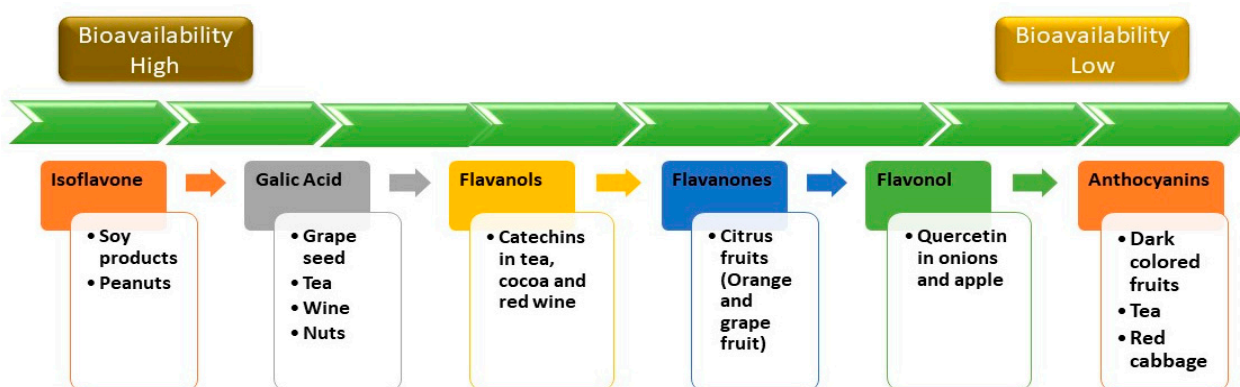 Bioavailability
High
Bioavailability
Low
Isoflavone
• Soy
products
• Peanuts
Galic Acid
• Grape
seed
• Tea
• Wine
• Nuts
Flavanols
• Catechins
in tea,
cocoa and
red wine
Flavanones
• Citrus
fruits
(Orange
and
grape
fruit)
Flavonol
• Quercetin
in onions
and apple
Anthocyanins
• Dark
colored
fruits
• Tea
• Red
cabbage